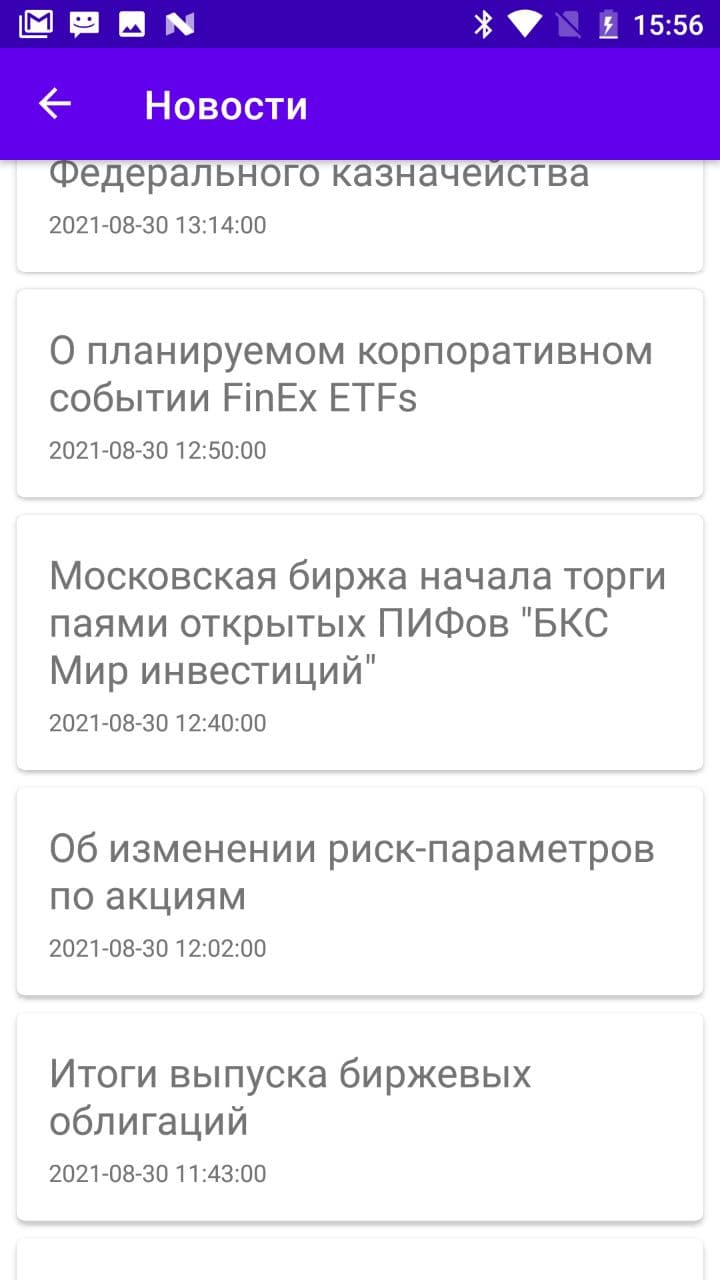 15:56
Новости
Федерального казначейства
2021-08-30 13:14:00
О планируемом корпоративном
событии FinEx ETFs
2021-08-30 12:50:00
Московская биржа начала торги
паями открытых ПИФов "БКС
Мир инвестиций"
2021-08-30 12:40:00
Об изменении риск-параметров
по акциям
2021-08-30 12:02:00
Итоги выпуска биржевых
облигаций
2021-08-30 11:43:00